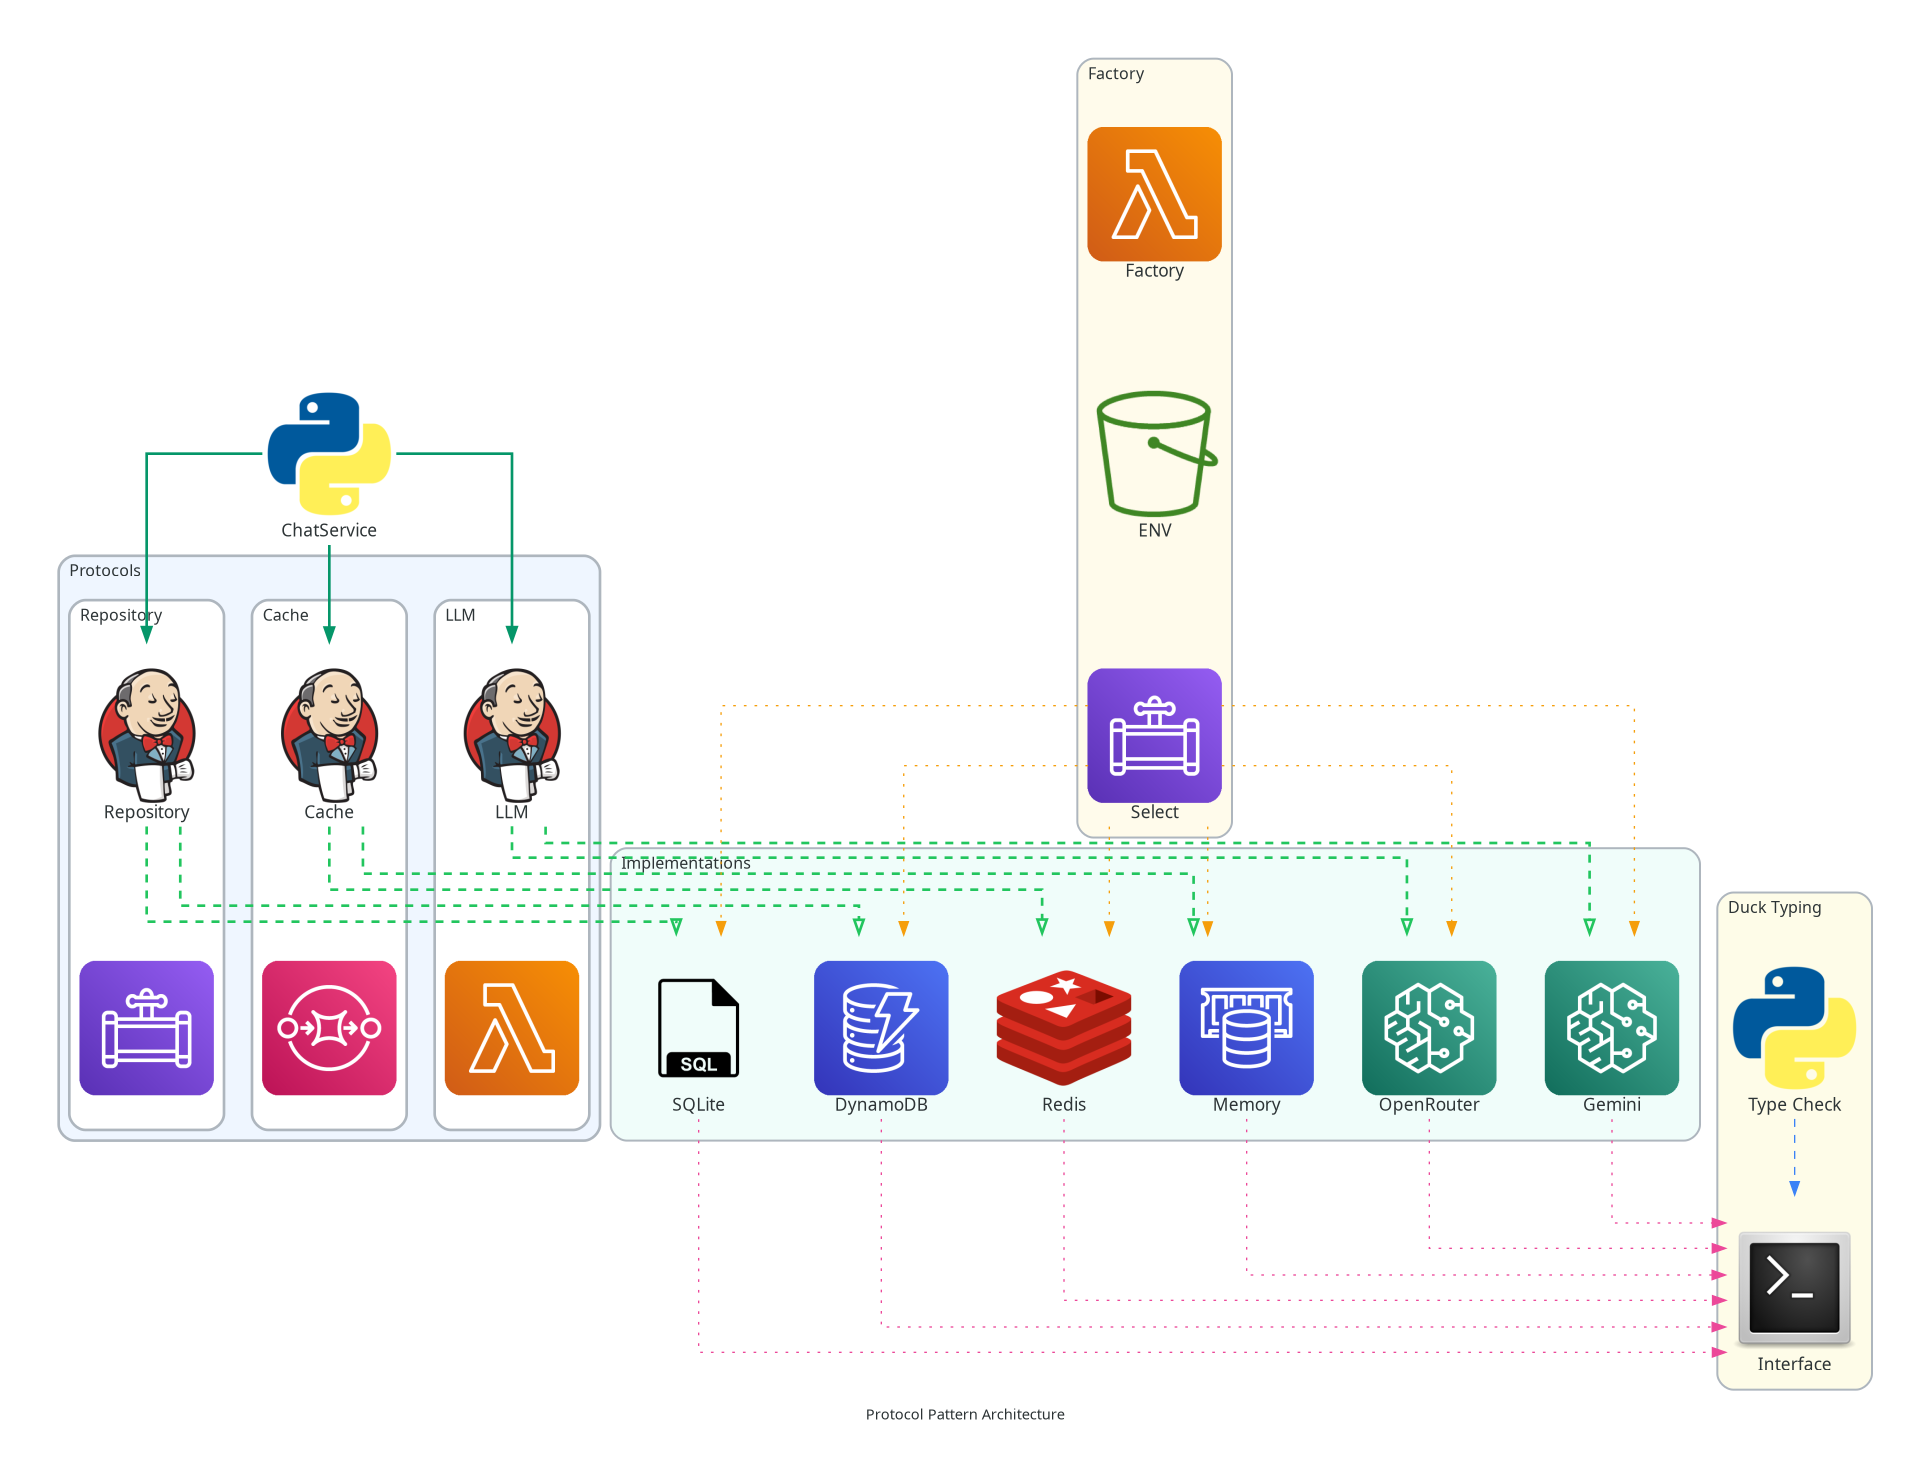 Factory
Factory
ENV
ChatService
Protocols
Repository
Cache
LLM
Repository
Cache
LLM
Select
Implementations
SQL
SQLite
DynamoDB
Redis
Memory
OpenRouter
Gemini
Duck Typing
Type Check
Interface
Protocol Pattern Architecture